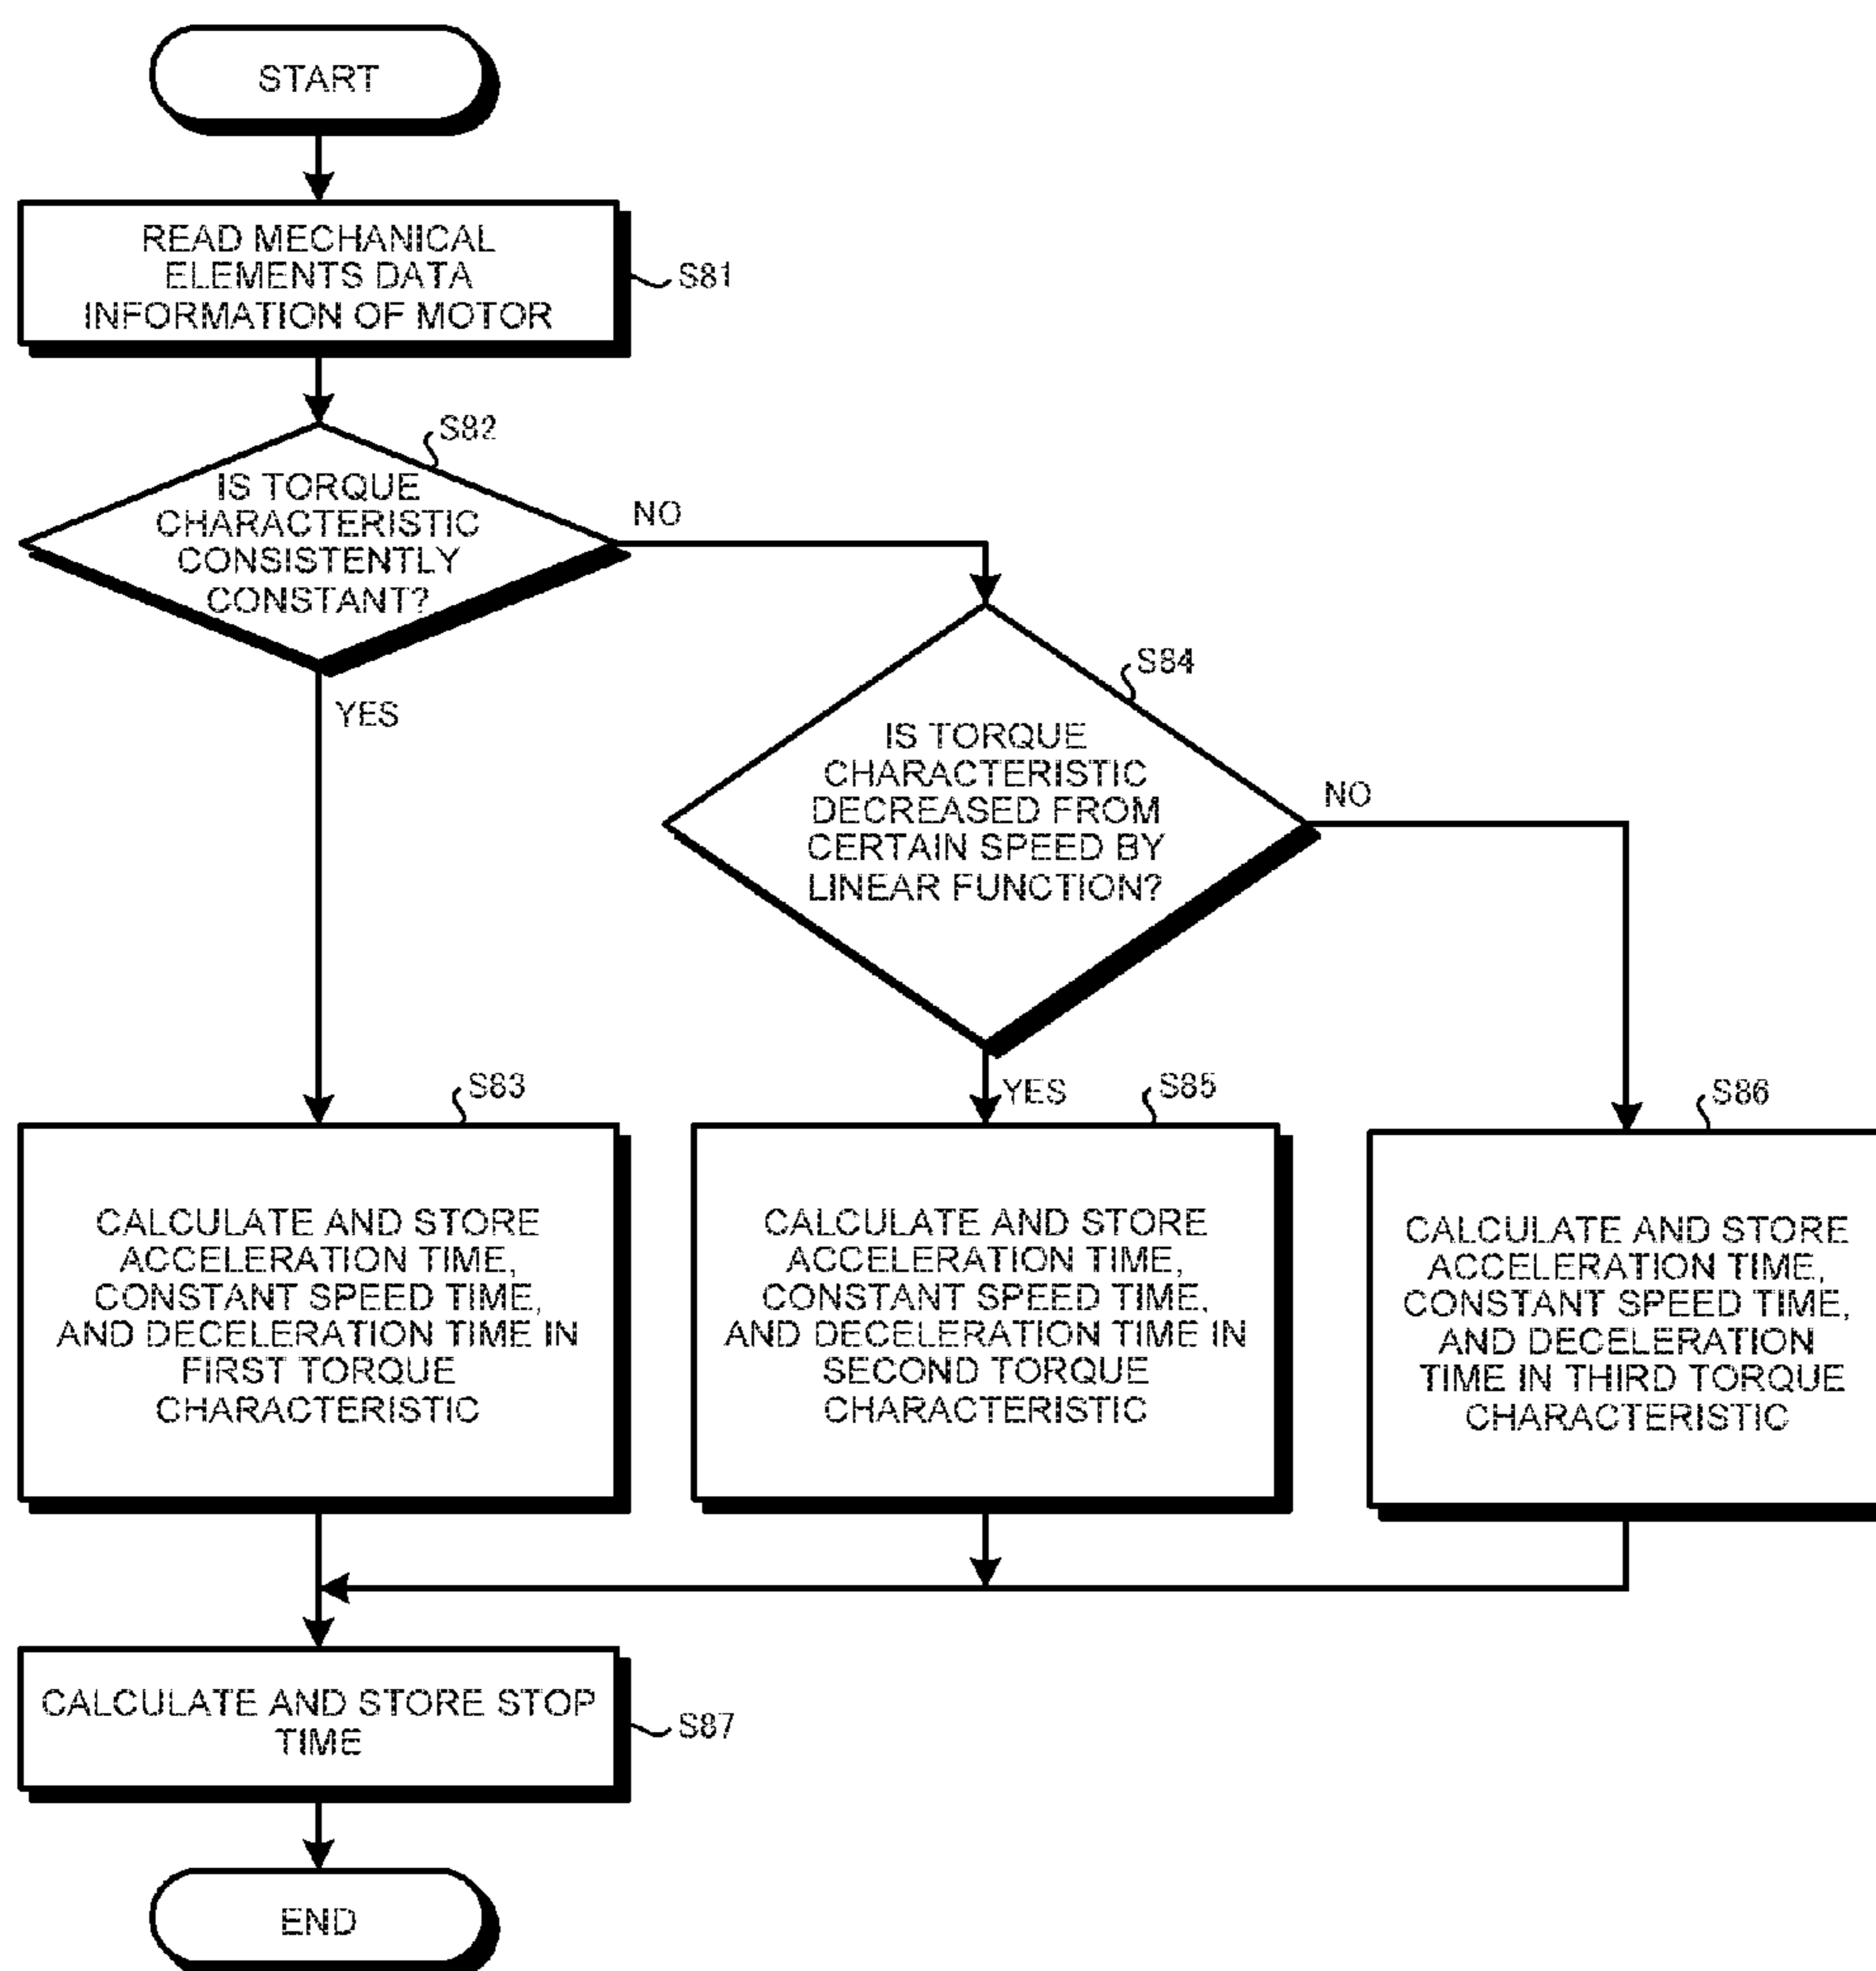 START
READ MECHANICAL
ELEMENTS DATA
INFORMATION OF MOTOR
S81
S82
IS TORQUE
CHARACTERISTIC
CONSISTENTLY
CONSTANT?
NO
YES
S84
IS TORQUE
CHARACTERISTIC
DECREASED FROM
CERTAIN SPEED BY
LINEAR FUNCTION?
NO
YES
S83
CALCULATE AND STORE
ACCELERATION TIME,
CONSTANT SPEED TIME,
AND DECELERATION TIME IN
FIRST TORQUE
CHARACTERISTIC
S85
CALCULATE AND STORE
ACCELERATION TIME,
CONSTANT SPEED TIME,
AND DECELERATION TIME IN
SECOND TORQUE
CHARACTERISTIC
S86
CALCULATE AND STORE
ACCELERATION TIME,
CONSTANT SPEED TIME,
AND DECELERATION
TIME IN THIRD TORQUE
CHARACTERISTIC
CALCULATE AND STORE STOP
TIME
S87
END